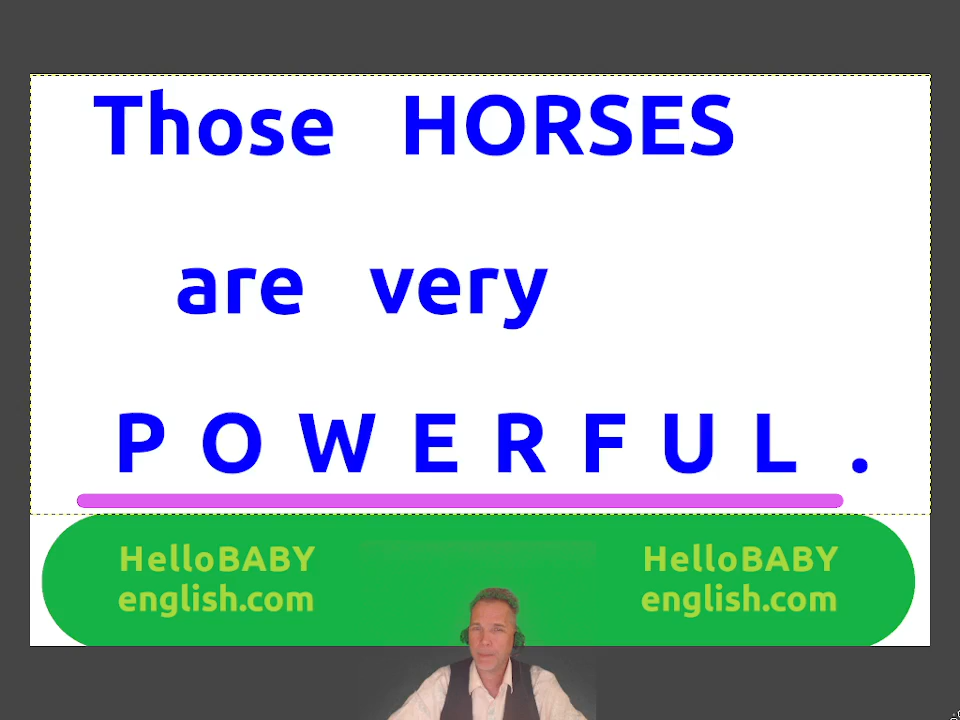 Those HORSES
are very
P O W E R F U L .
HelloBABY
english.com
HelloBABY
english.com